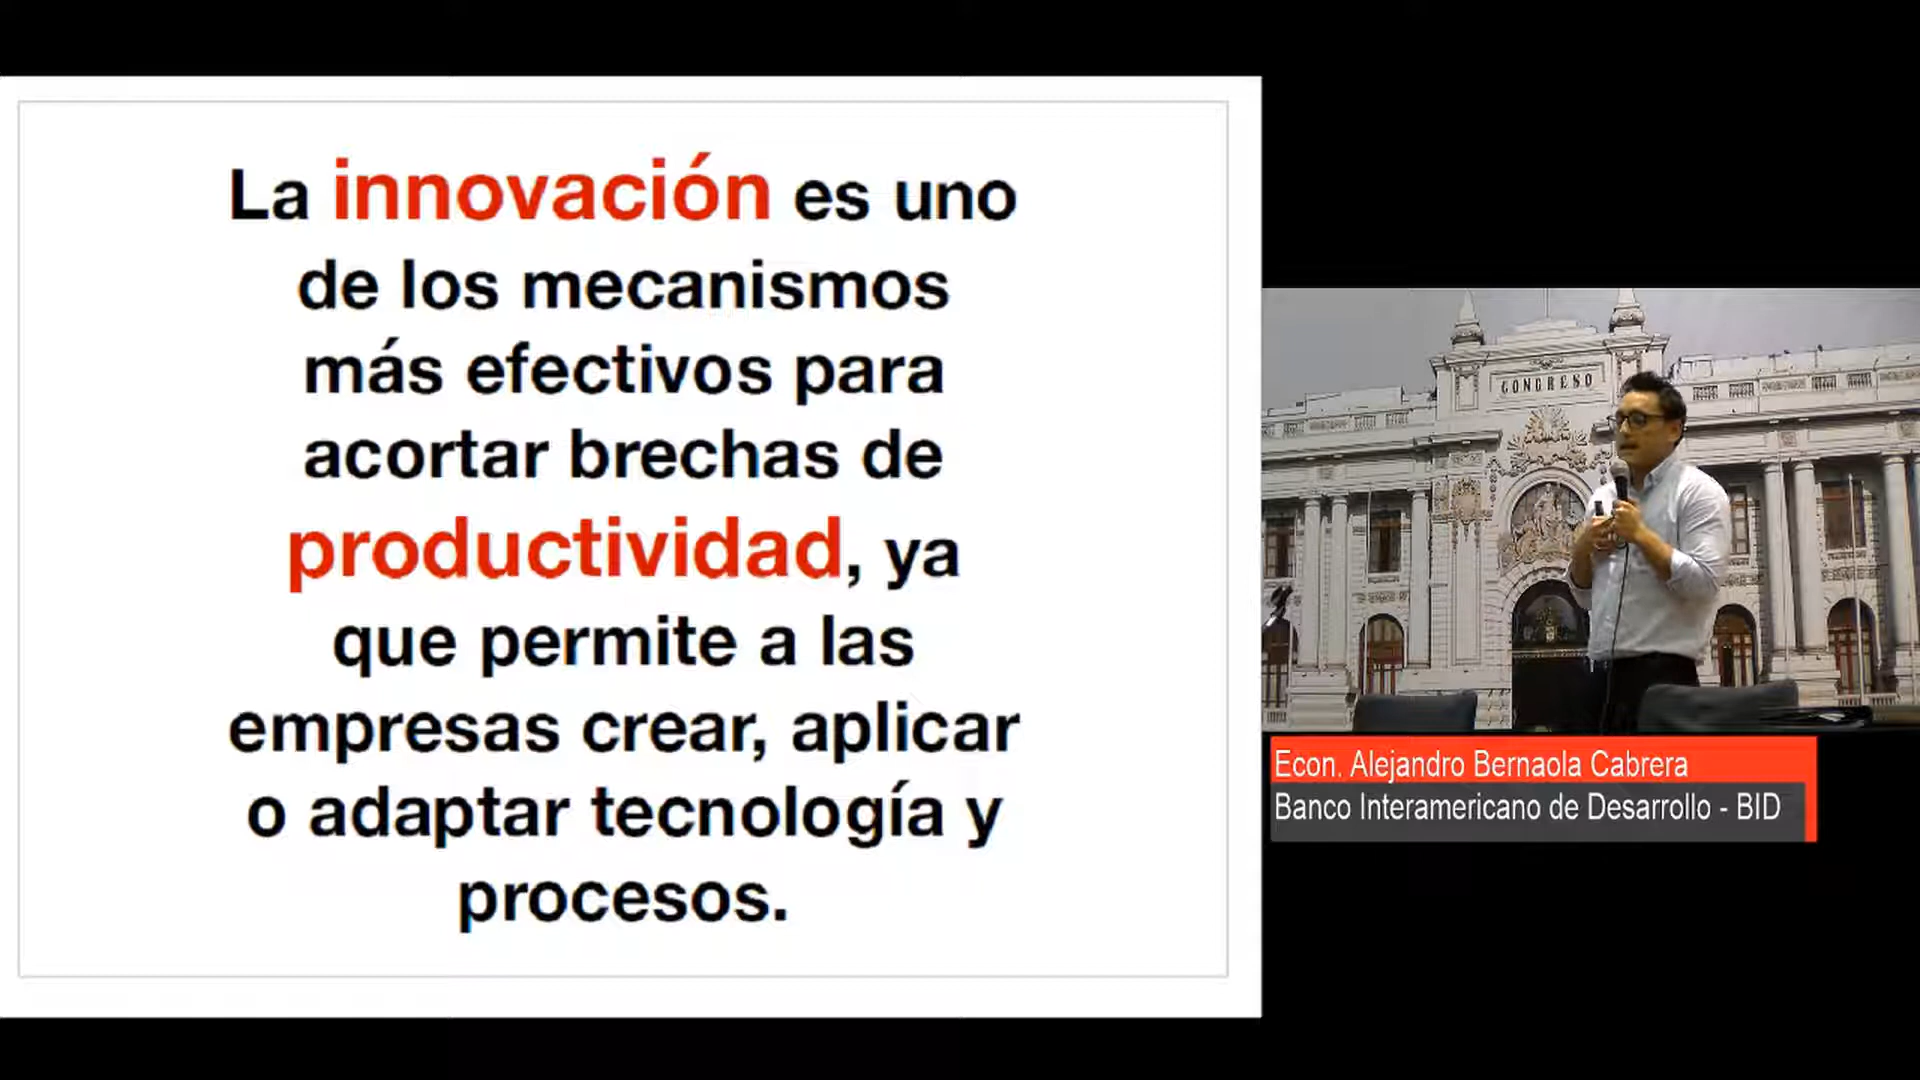 La innovación es uno
de los mecanismos
más efectivos para
acortar brechas de
productividad, ya
que permite a las
empresas crear, aplicar
o adaptar tecnología y
procesos.
CONGRESO
Econ. Alejandro Bernaola Cabrera
Banco Interamericano de Desarrollo - BID